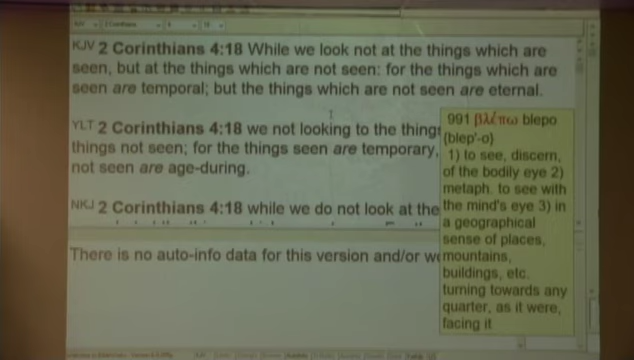 KJV 2 Corinthians 4:18 While we look not at the things which are
seen, but at the things which are not seen: for the things which are
seen are temporal; but the things which are not seen are eternal.
YLT 2 Corinthians 4:18 we not looking to the things
things not seen; for the things seen are temporary,
not seen are age-during.
NKJ 2 Corinthians 4:18 while we do not look at the
There is no auto-info data for this version and/or
991 βλέπω blepo
{blep'-o}
1) to see, discern,
of the bodily eye 2)
metaph. to see with
the mind's eye 3) in
a geographical
sense of places,
mountains,
buildings, etc.
turning towards any
quarter, as it were,
facing it